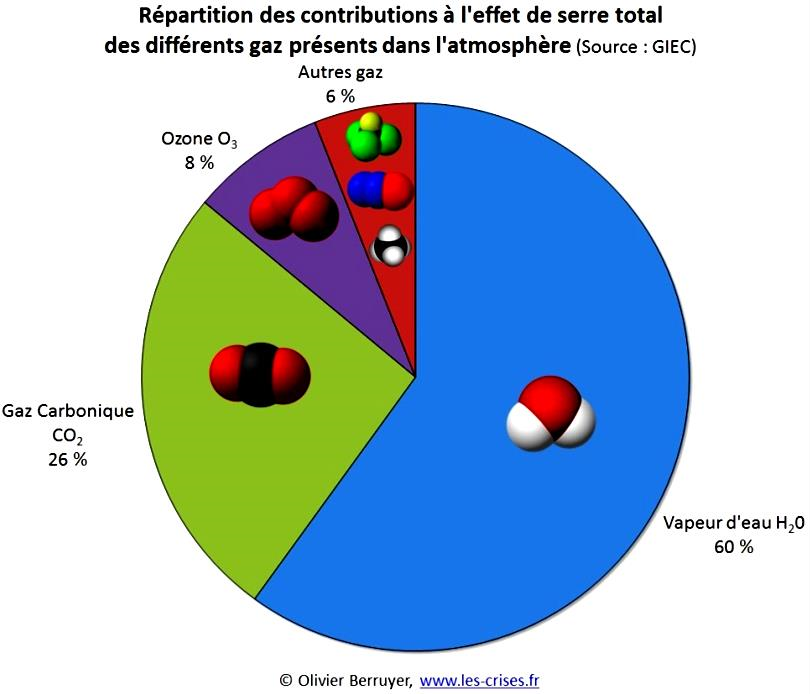 Répartition des contributions à l'effet de serre total
des différents gaz présents dans l'atmosphère (Source : GIEC)
Autres gaz
6 %
Ozone O₃
8 %
Gaz Carbonique
CO₂
26 %
Vapeur d'eau H₂0
60 %
© Olivier Berruyer, www.les-crises.fr